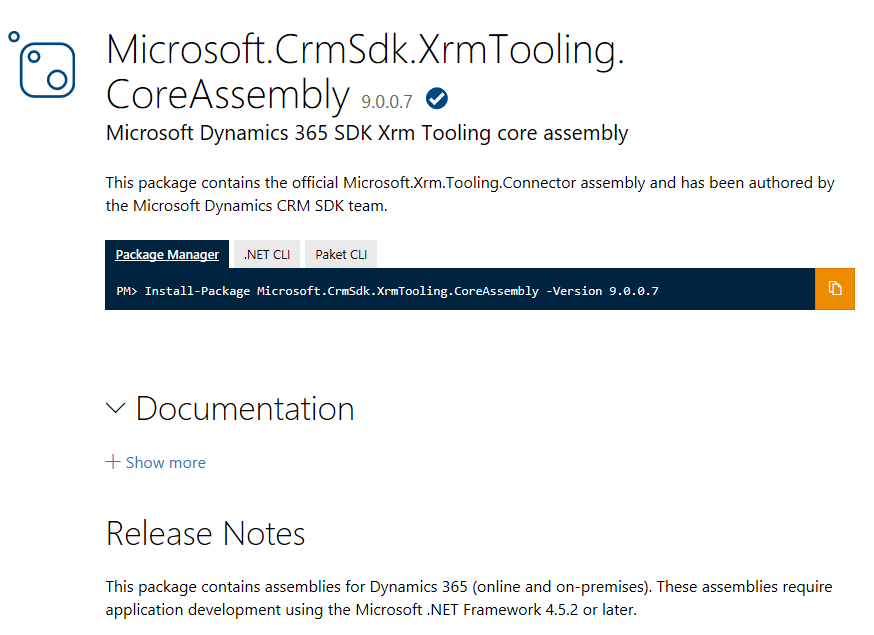 Microsoft.CrmSdk.XrmTooling.
CoreAssembly 9.0.0.7
Microsoft Dynamics 365 SDK Xrm Tooling core assembly
This package contains the official Microsoft.Xrm.Tooling.Connector assembly and has been authored by
the Microsoft Dynamics CRM SDK team.
Package Manager .NET CLI Paket CLI
PM> Install-Package Microsoft.CrmSdk.XrmTooling.CoreAssembly -Version 9.0.0.7
Documentation
Show more
Release Notes
This package contains assemblies for Dynamics 365 (online and on-premises). These assemblies require
application development using the Microsoft .NET Framework 4.5.2 or later.